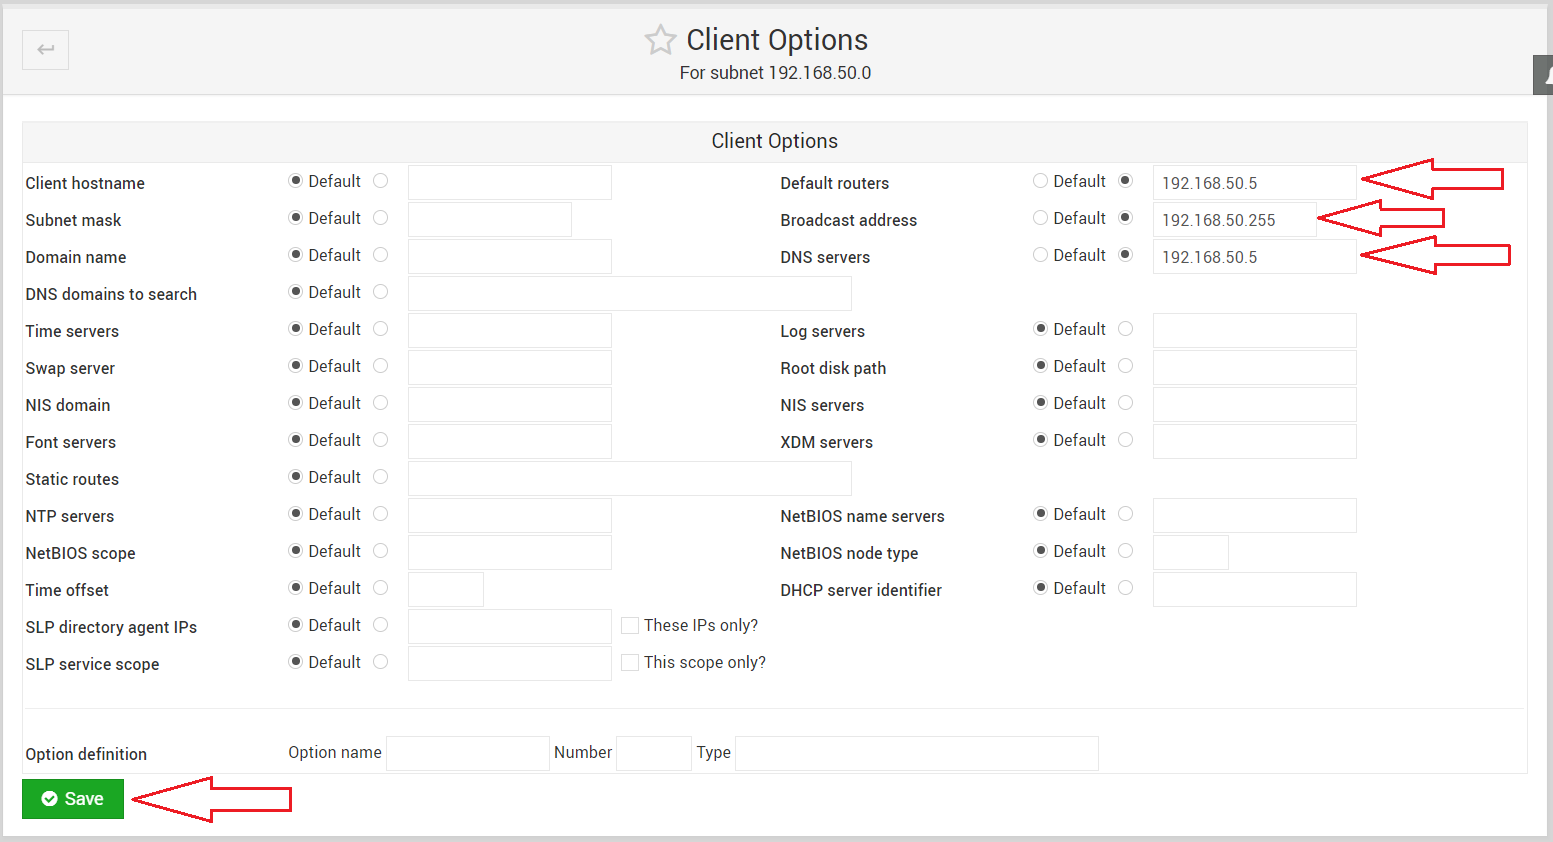 Client Options
For subnet 192.168.50.0
Client Options
Client hostname Default Default routers Default 192.168.50.5
Subnet mask Default Broadcast address Default 192.168.50.255
Domain name Default DNS servers Default 192.168.50.5
DNS domains to search Default
Time servers Default Log servers Default
Swap server Default Root disk path Default
NIS domain Default NIS servers Default
Font servers Default XDM servers Default
Static routes Default
NTP servers Default NetBIOS name servers Default
NetBIOS scope Default NetBIOS node type Default
Time offset Default DHCP server identifier Default
SLP directory agent IPs Default These IPs only?
SLP service scope Default This scope only?
Option definition Option name Number Type
Save